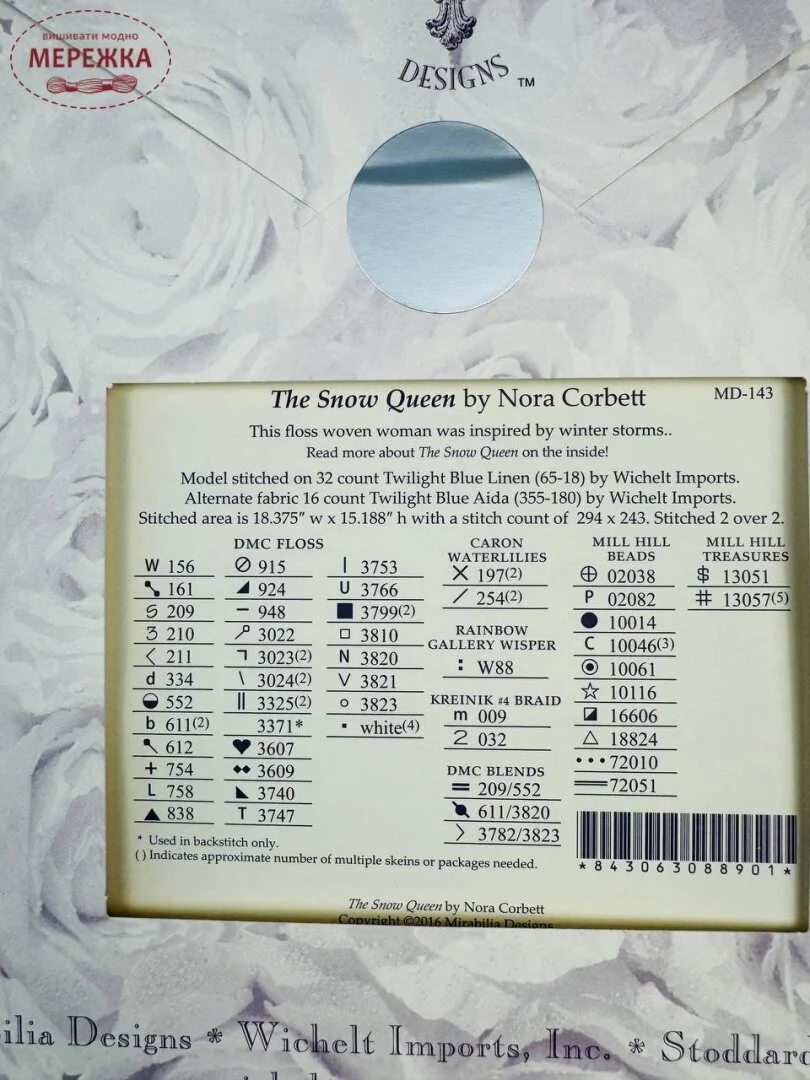 вишивати модно
МЕРЕЖКА
DESIGNS ™
The Snow Queen by Nora Corbett
MD-143
This floss woven woman was inspired by winter storms..
Read more about The Snow Queen on the inside!
Model stitched on 32 count Twilight Blue Linen (65-18) by Wichelt Imports.
Alternate fabric 16 count Twilight Blue Aida (355-180) by Wichelt Imports.
Stitched area is 18.375” w x 15.188” h with a stitch count of 294 x 243. Stitched 2 over 2.
DMC FLOSS
W 156
161
209
3 210
< 211
d 334
552
b 611(2)
612
+ 754
L 758
▲ 838
⊘ 915
◢ 924
− 948
3022
¬ 3023(2)
\ 3024(2)
|| 3325(2)
3371*
♥ 3607
◆◆ 3609
◣ 3740
T 3747
| 3753
U 3766
■ 3799(2)
□ 3810
N 3820
V 3821
○ 3823
▪ white(4)
CARON
WATERLILIES
X 197(2)
/ 254(2)
RAINBOW
GALLERY WISPER
: W88
KREINIK #4 BRAID
m 009
2 032
DMC BLENDS
= 209/552
611/3820
> 3782/3823
MILL HILL
BEADS
⊕ 02038
P 02082
● 10014
C 10046(3)
◉ 10061
☆ 10116
◪ 16606
△ 18824
••• 72010
═ 72051
MILL HILL
TREASURES
$ 13051
# 13057(5)
* Used in backstitch only.
( ) Indicates approximate number of multiple skeins or packages needed.
*843063088901*
The Snow Queen by Nora Corbett
Copyright ©2016 Mirabilia Designs
ilia Designs * Wichelt Imports, Inc. * Stoddard